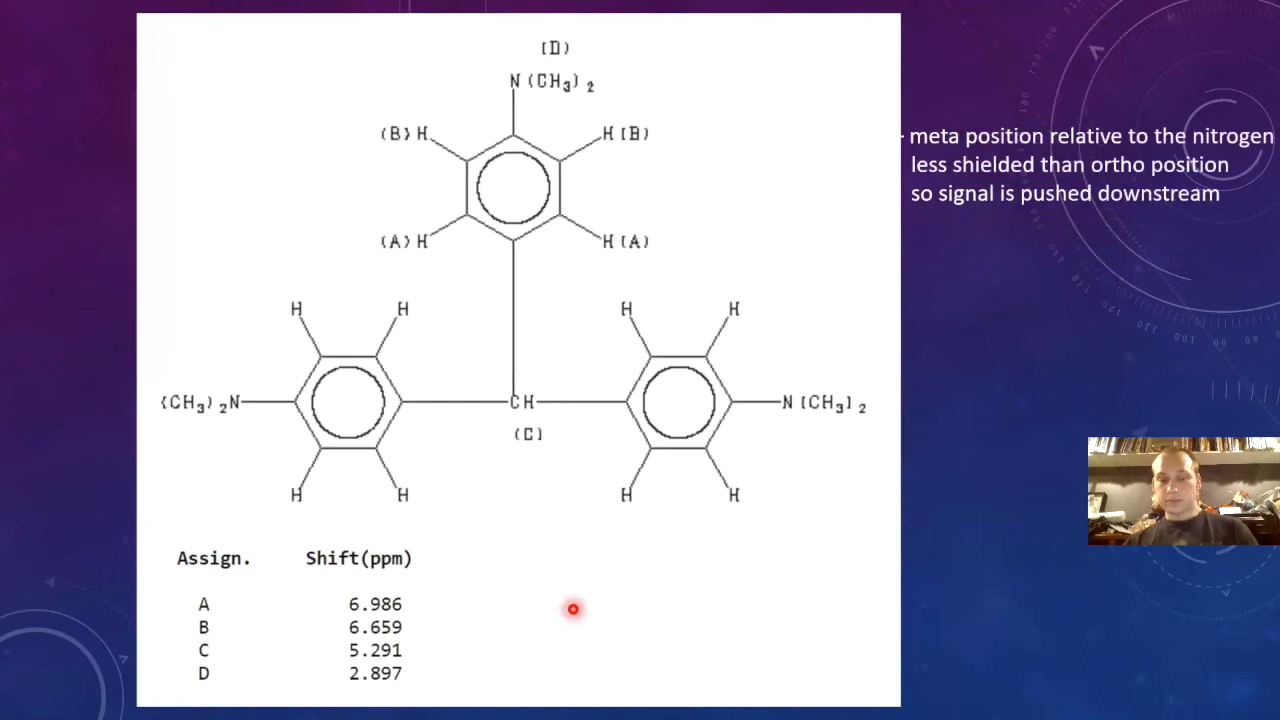 (D)
N(CH3)2
(B) H H (B)
(A) H H (A)
H H H H
(CH3)2N CH N(CH3)2
(C)
H H H H
Assign. Shift(ppm)
A 6.986
B 6.659
C 5.291
D 2.897
- meta position relative to the nitrogen
less shielded than ortho position
so signal is pushed downstream